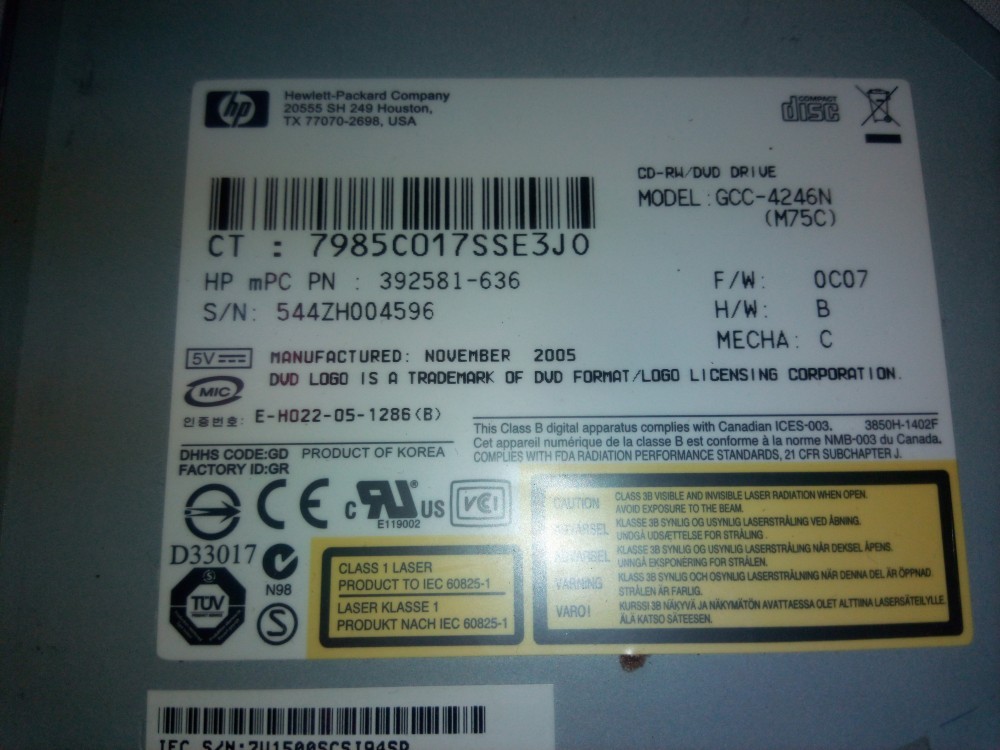 hp
Hewlett-Packard Company
20555 SH 249 Houston,
TX 77070-2698, USA
COMPACT
disc
CD-RW/DVD DRIVE
MODEL : GCC-4246N
(M75C)
CT : 7985C017SSE3J0
HP mPC PN : 392581-636
S/N: 544ZH004596
F/W: 0C07
H/W: B
MECHA: C
5V
MANUFACTURED: NOVEMBER 2005
DVD LOGO IS A TRADEMARK OF DVD FORMAT/LOGO LICENSING CORPORATION.
MIC
인증번호: E-H022-05-1286(B)
This Class B digital apparatus complies with Canadian ICES-003. 3850H-1402F
Cet appareil numérique de la classe B est conforme à la norme NMB-003 du Canada.
COMPLIES WITH FDA RADIATION PERFORMANCE STANDARDS, 21 CFR SUBCHAPTER J.
DHHS CODE:GD PRODUCT OF KOREA
FACTORY ID:GR
CE
C UR US
E119002
VCI
D33017
N98
TÜV
S
CLASS 1 LASER
PRODUCT TO IEC 60825-1
LASER KLASSE 1
PRODUKT NACH IEC 60825-1
CAUTION CLASS 3B VISIBLE AND INVISIBLE LASER RADIATION WHEN OPEN.
AVOID EXPOSURE TO THE BEAM.
ADVARSEL KLASSE 3B SYNLIG OG USYNLIG LASERSTRÅLING VED ÅBNING.
UNDGÅ UDSÆTTELSE FOR STRÅLING.
ADVARSEL KLASSE 3B SYNLIG OG USYNLIG LASERSTRÅLING NÅR DEKSEL ÅPENS.
UNNGÅ EKSPONERING FOR STRÅLEN.
VARNING KLASS 3B SYNLIG OCH OSYNLIG LASERSTRÅLNING NÄR DENNA DEL ÄR ÖPPNAD
STRÅLEN ÄR FARLIG.
VARO! KURSSI 3B NÄKYVÄ JA NÄKYMÄTÖN AVATTAESSA OLET ALTTIINA LASERSÄTEILYLLE.
ÄLÄ KATSO SÄTEESEN.
IEC S/N: